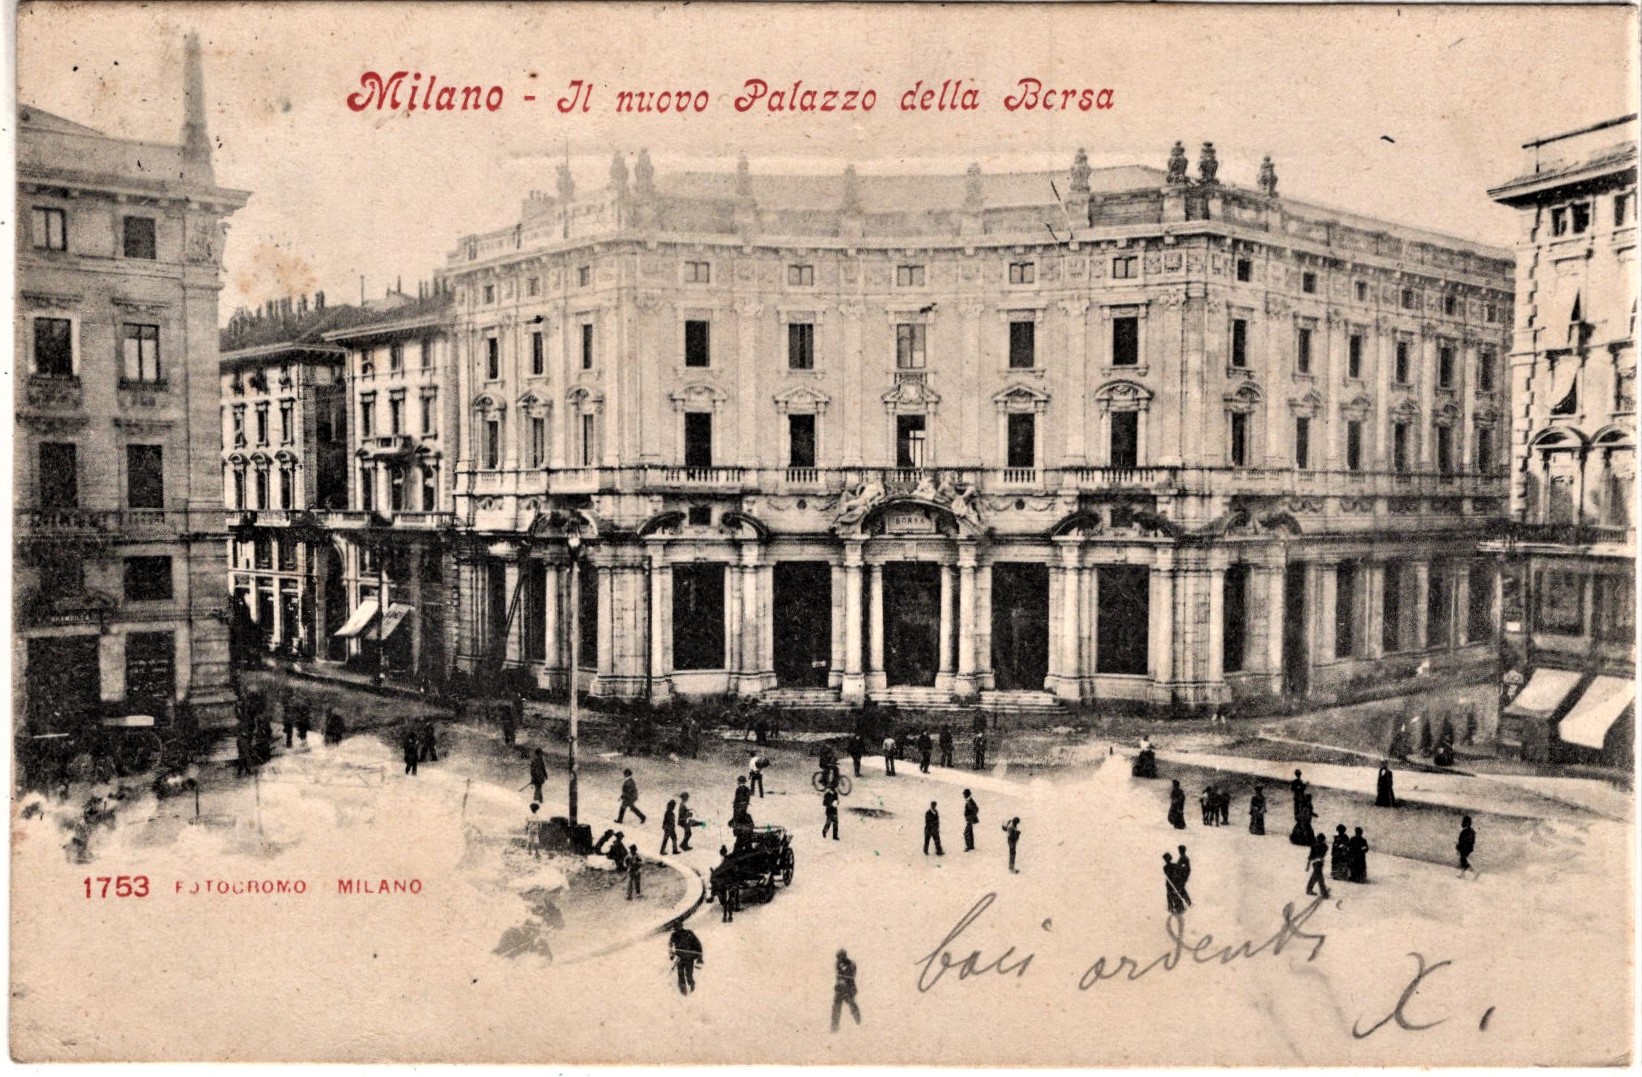 Milano - Il nuovo Palazzo della Borsa
BORSA
1753 FOTOCROMO MILANO
baci ardenti
X.